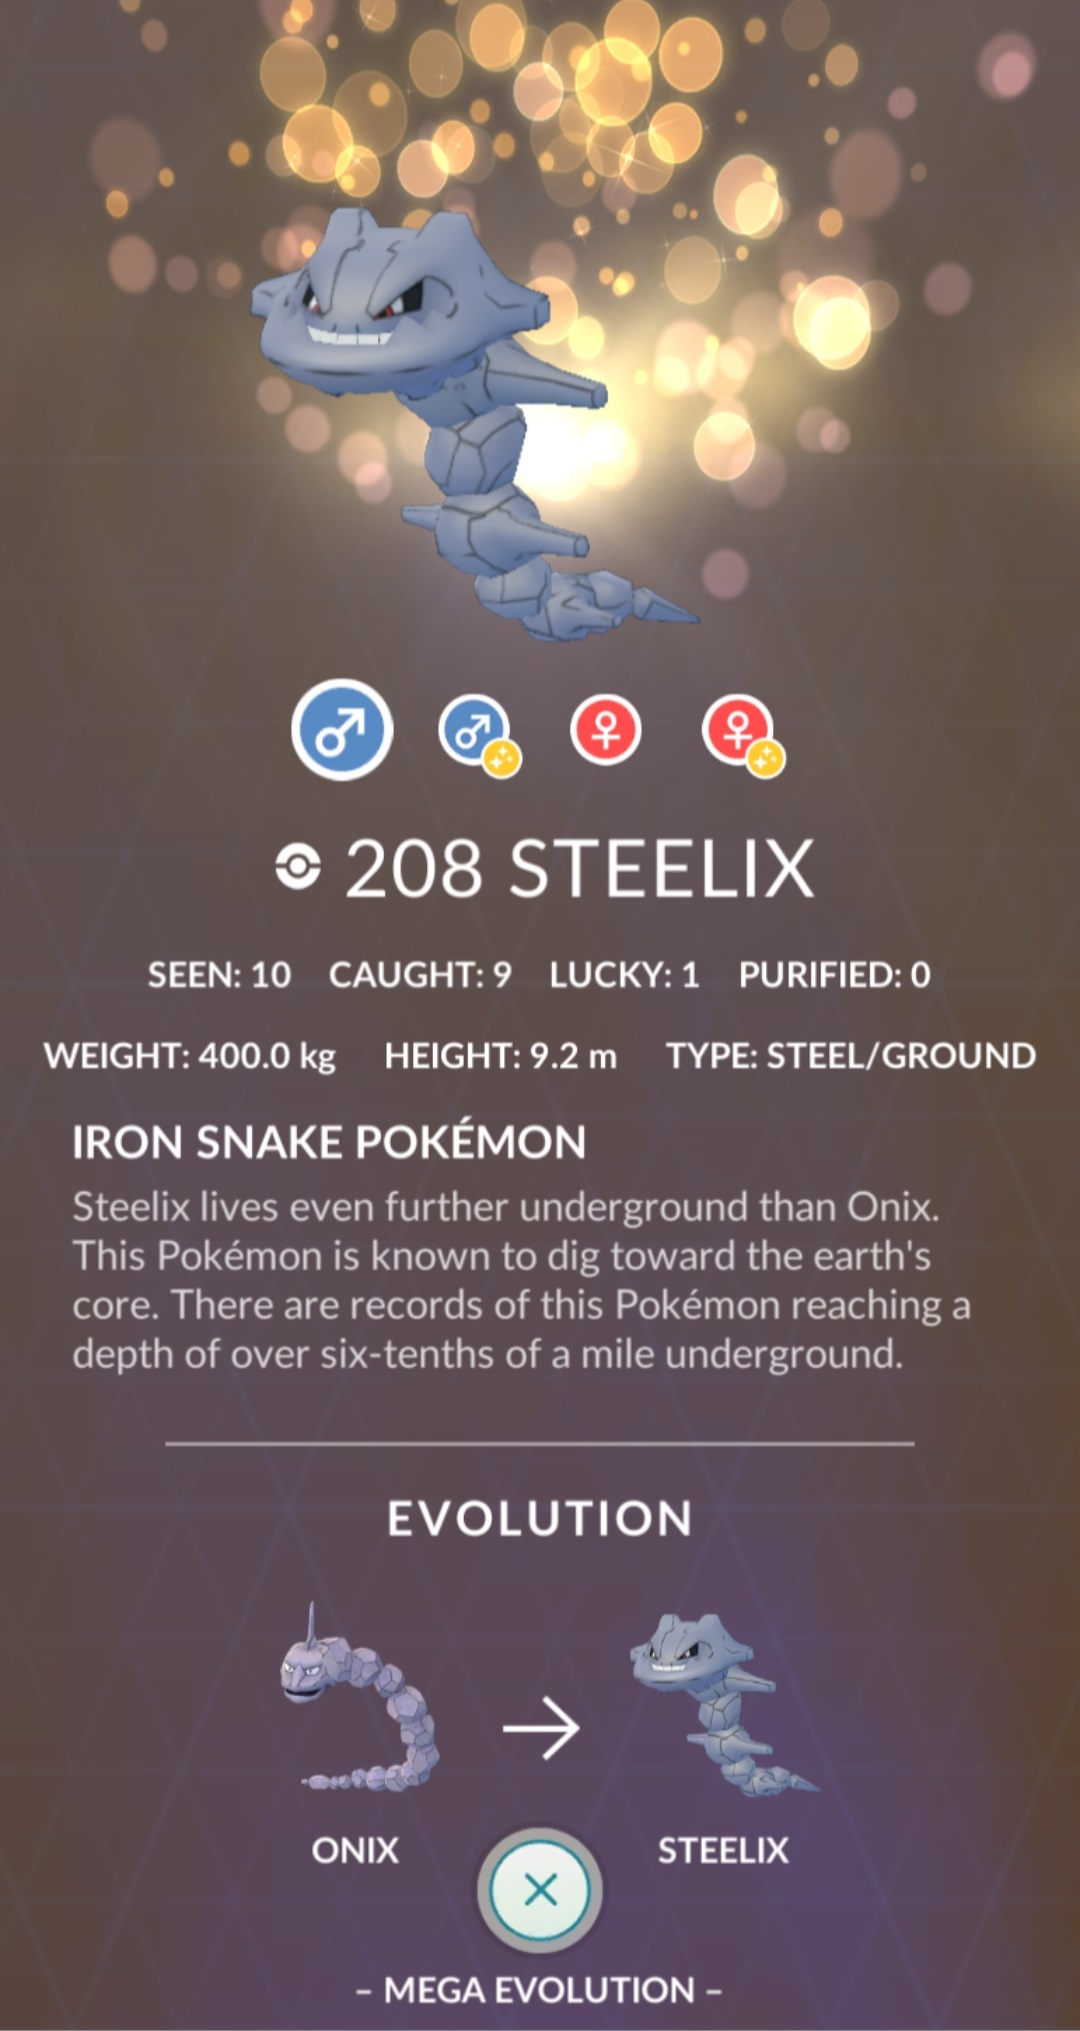 208 STEELIX
SEEN: 10 CAUGHT: 9 LUCKY: 1 PURIFIED: 0
WEIGHT: 400.0 kg HEIGHT: 9.2 m TYPE: STEEL/GROUND
IRON SNAKE POKÉMON
Steelix lives even further underground than Onix.
This Pokémon is known to dig toward the earth's
core. There are records of this Pokémon reaching a
depth of over six-tenths of a mile underground.
EVOLUTION
ONIX STEELIX
– MEGA EVOLUTION –